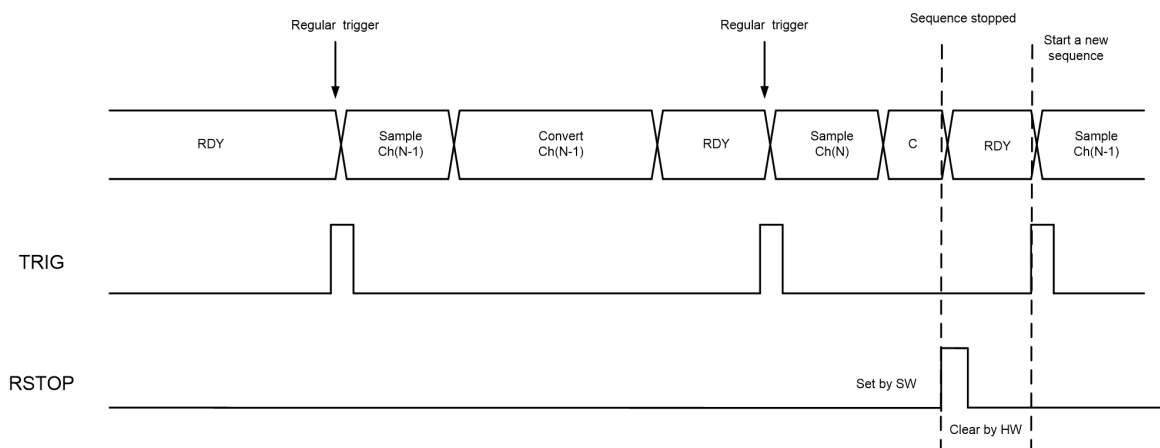 Regular trigger
Regular trigger
Sequence stopped
Start a new
sequence
RDY
Sample
Ch(N-1)
Convert
Ch(N-1)
RDY
Sample
Ch(N)
C
RDY
Sample
Ch(N-1)
TRIG
RSTOP
Set by SW
Clear by HW